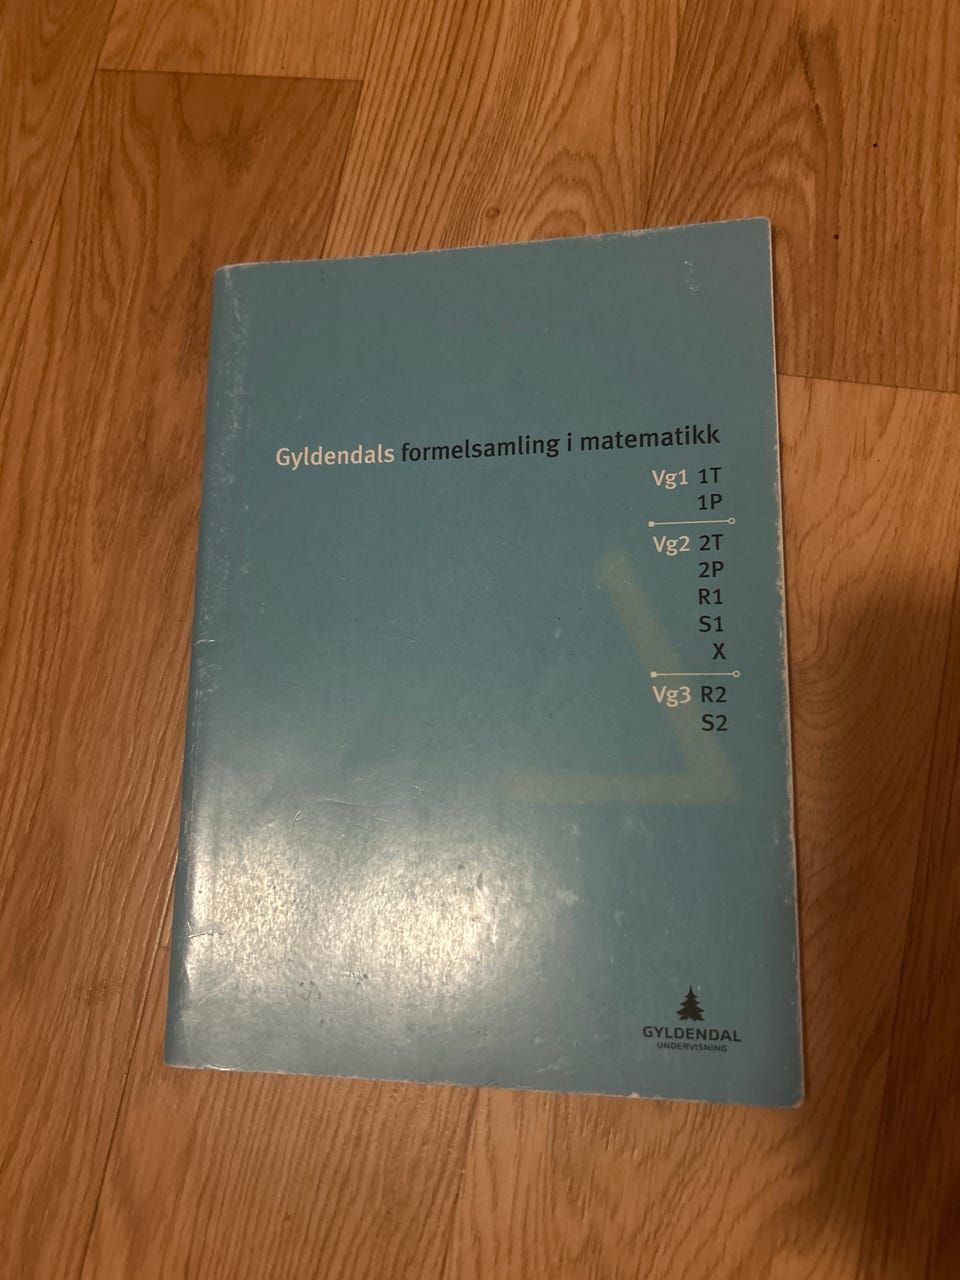 Gyldendals formelsamling i matematikk
Vg1 1T
1P
Vg2 2T
2P
R1
S1
X
Vg3 R2
S2
GYLDENDAL
UNDERVISNING